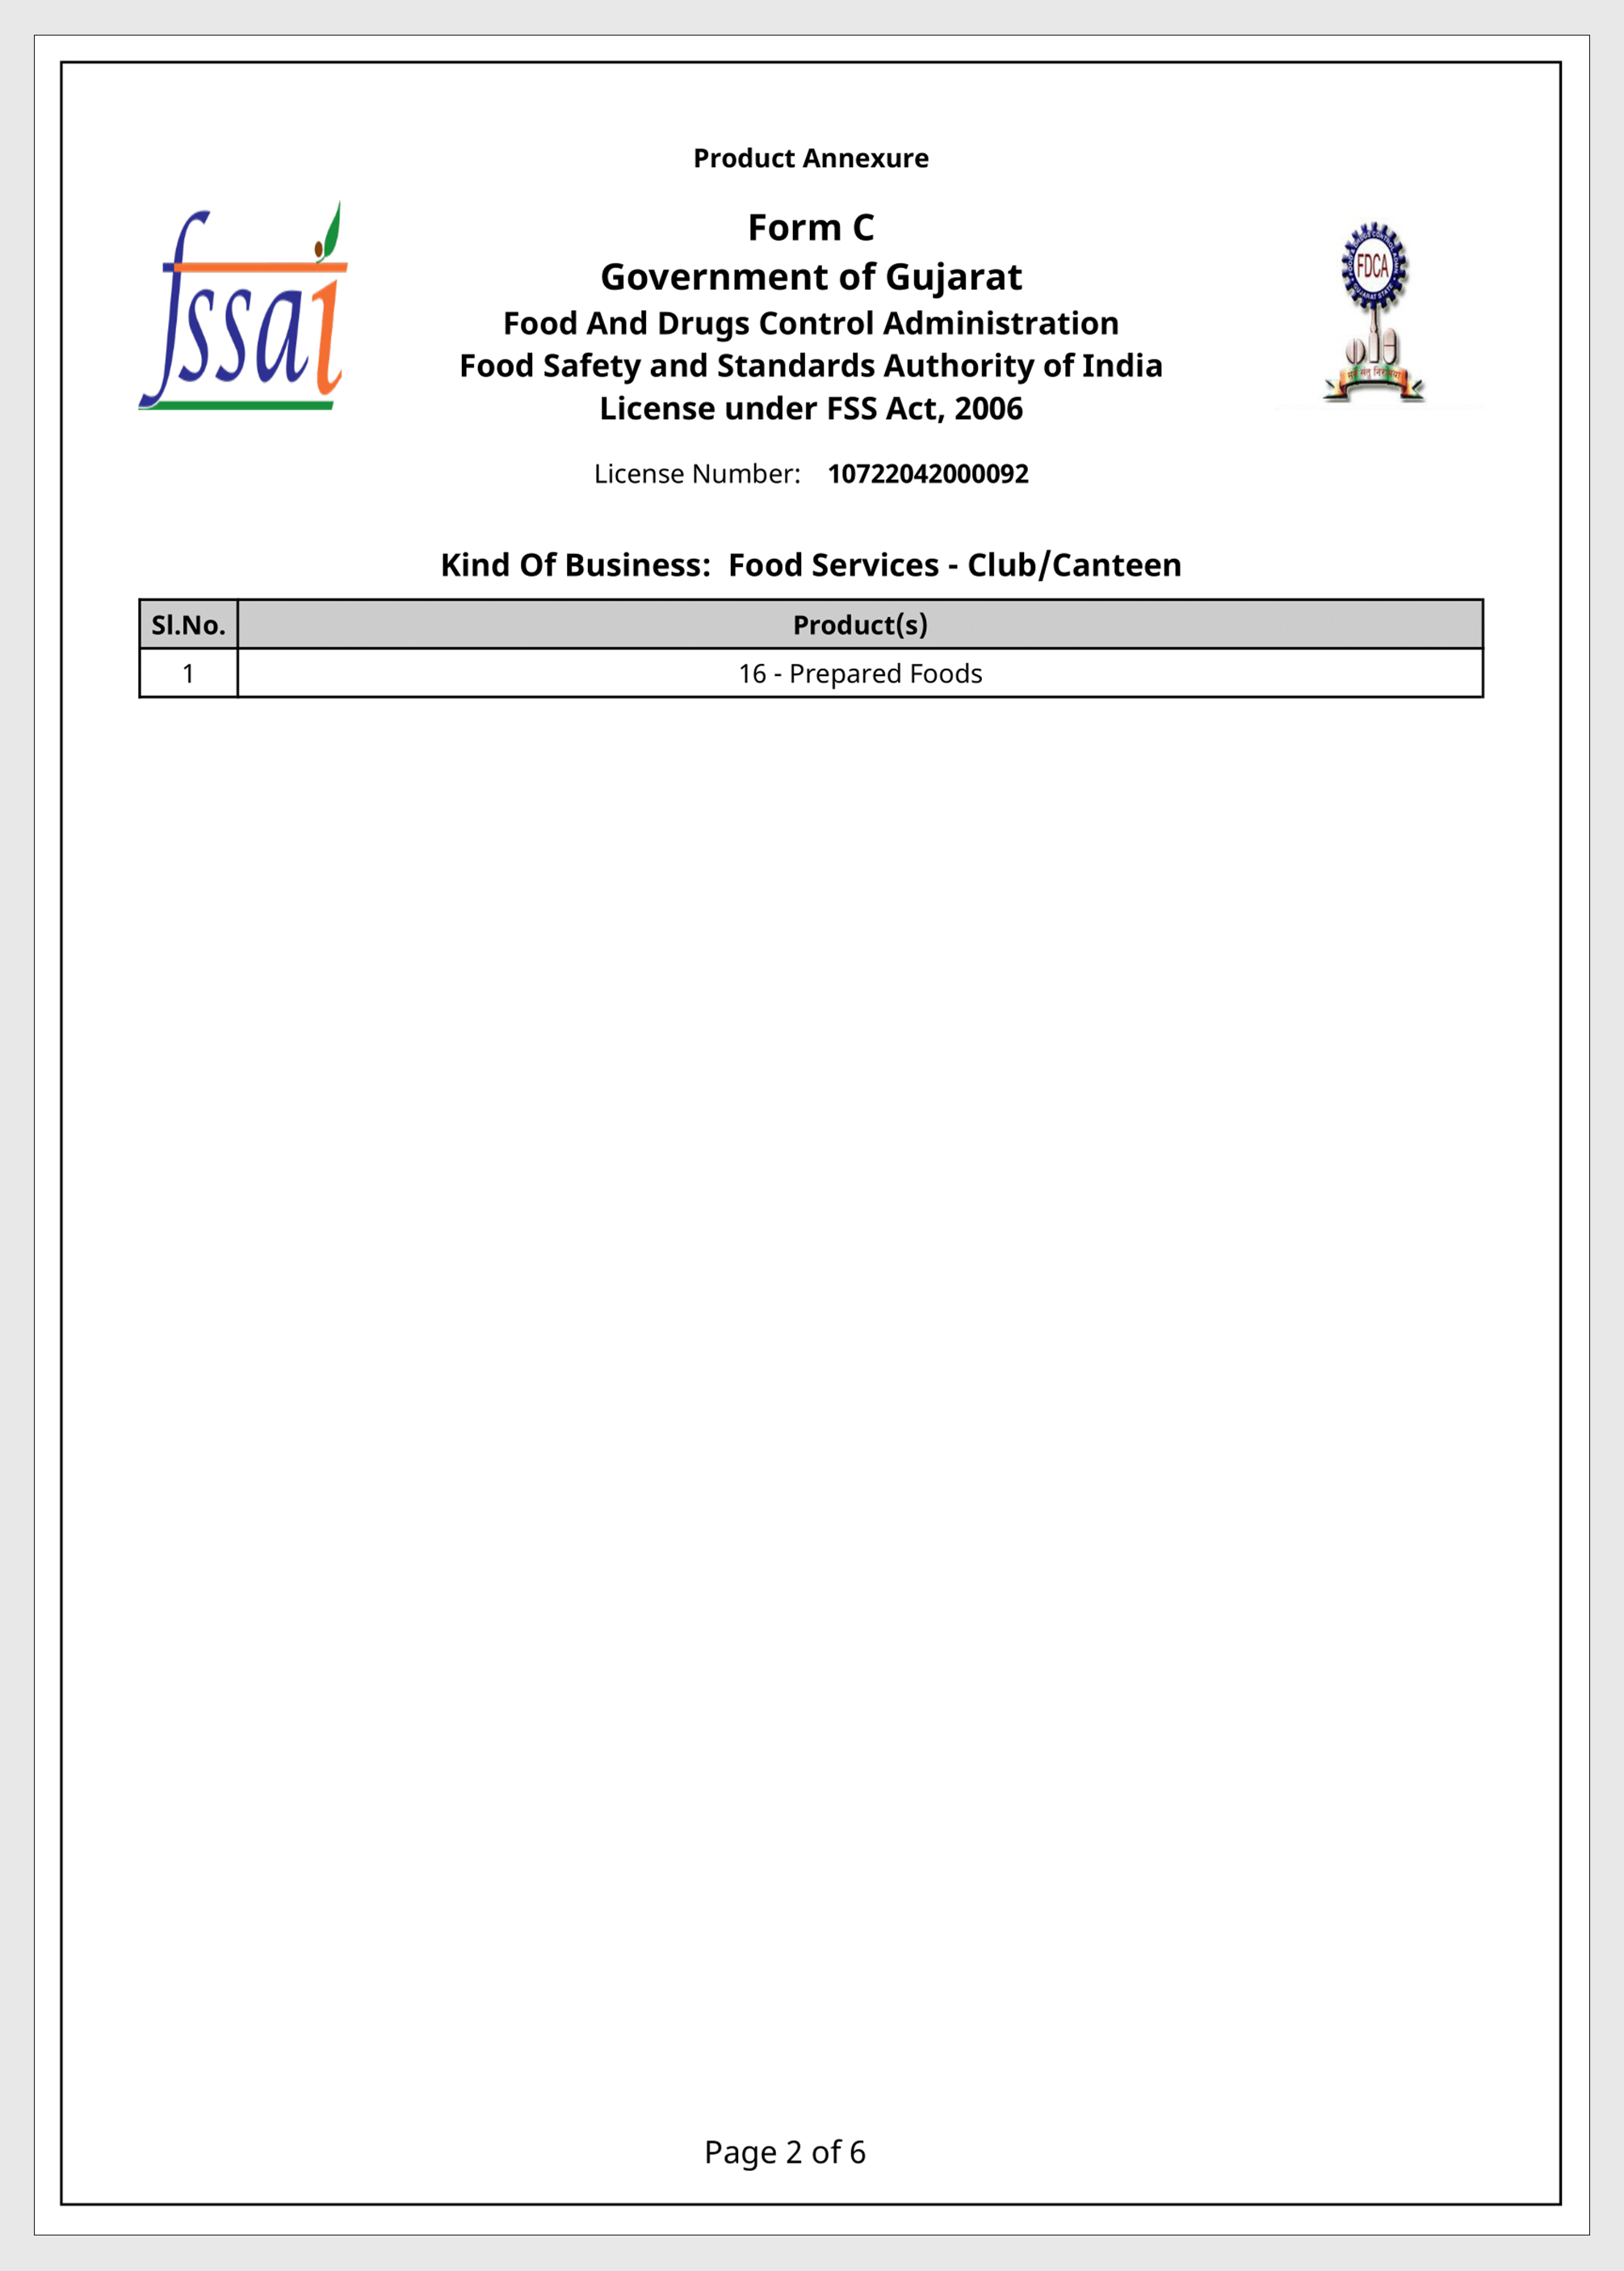 Product Annexure
fssai
Form C
Government of Gujarat
Food And Drugs Control Administration
Food Safety and Standards Authority of India
License under FSS Act, 2006
FDCA
GUJARAT STATE
License Number: 10722042000092
Kind Of Business: Food Services - Club/Canteen
Sl.No. Product(s)
1 16 - Prepared Foods
Page 2 of 6